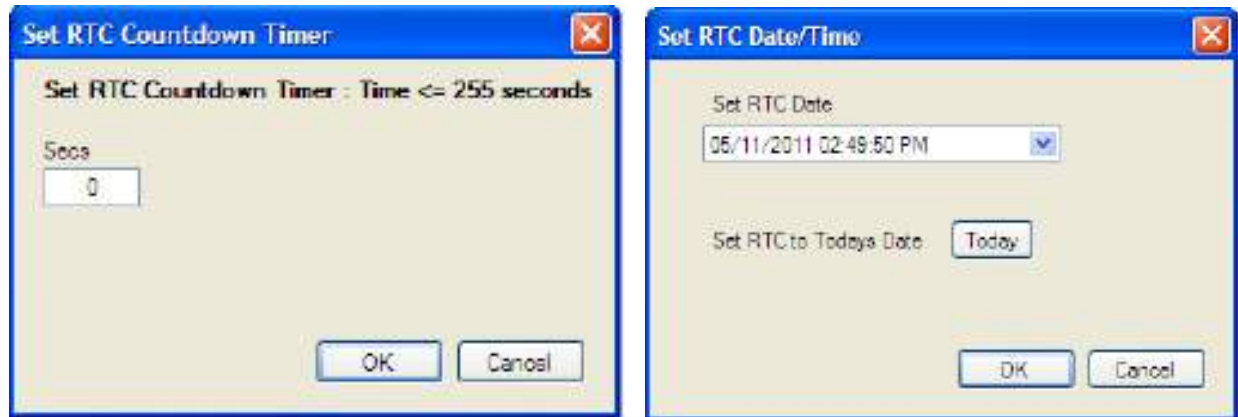 Set RTC Countdown Timer
Set RTC Countdown Timer : Time <= 255 seconds
Secs
0
OK
Cancel
Set RTC Date/Time
Set RTC Date
05/11/2011 02:49:50 PM
Set RTC to Todays Date
Today
OK
Cancel